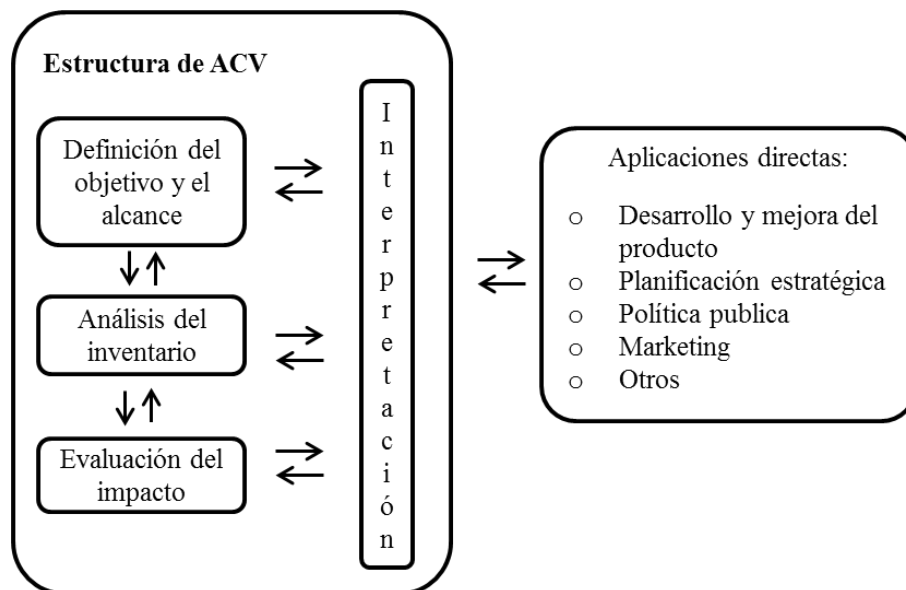 Estructura de ACV
Definición del
objetivo y el
alcance
Análisis del
inventario
Evaluación del
impacto
Interpretación
Aplicaciones directas:
o Desarrollo y mejora del
producto
o Planificación estratégica
o Política publica
o Marketing
o Otros